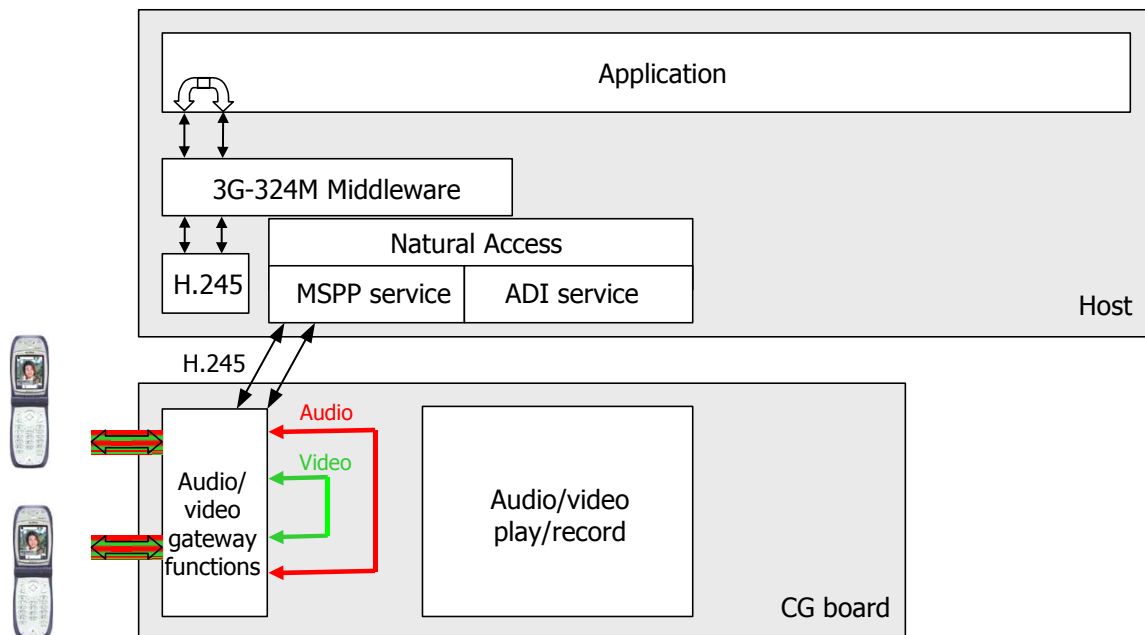 Application
3G-324M Middleware
Natural Access
H.245
MSPP service
ADI service
Host
H.245
Audio
Video
Audio/
video
gateway
functions
Audio/video
play/record
CG board